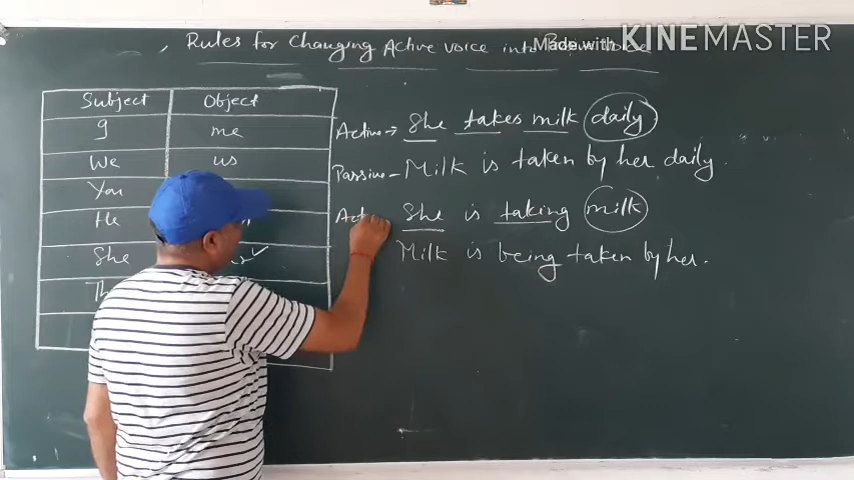 Made with KINEMASTER
Rules for Changing Active voice into
Subject Object
I me
We us
You
He
She
Active → She takes milk daily
Passive - Milk is taken by her daily.
Act She is taking milk
Milk is being taken by her.